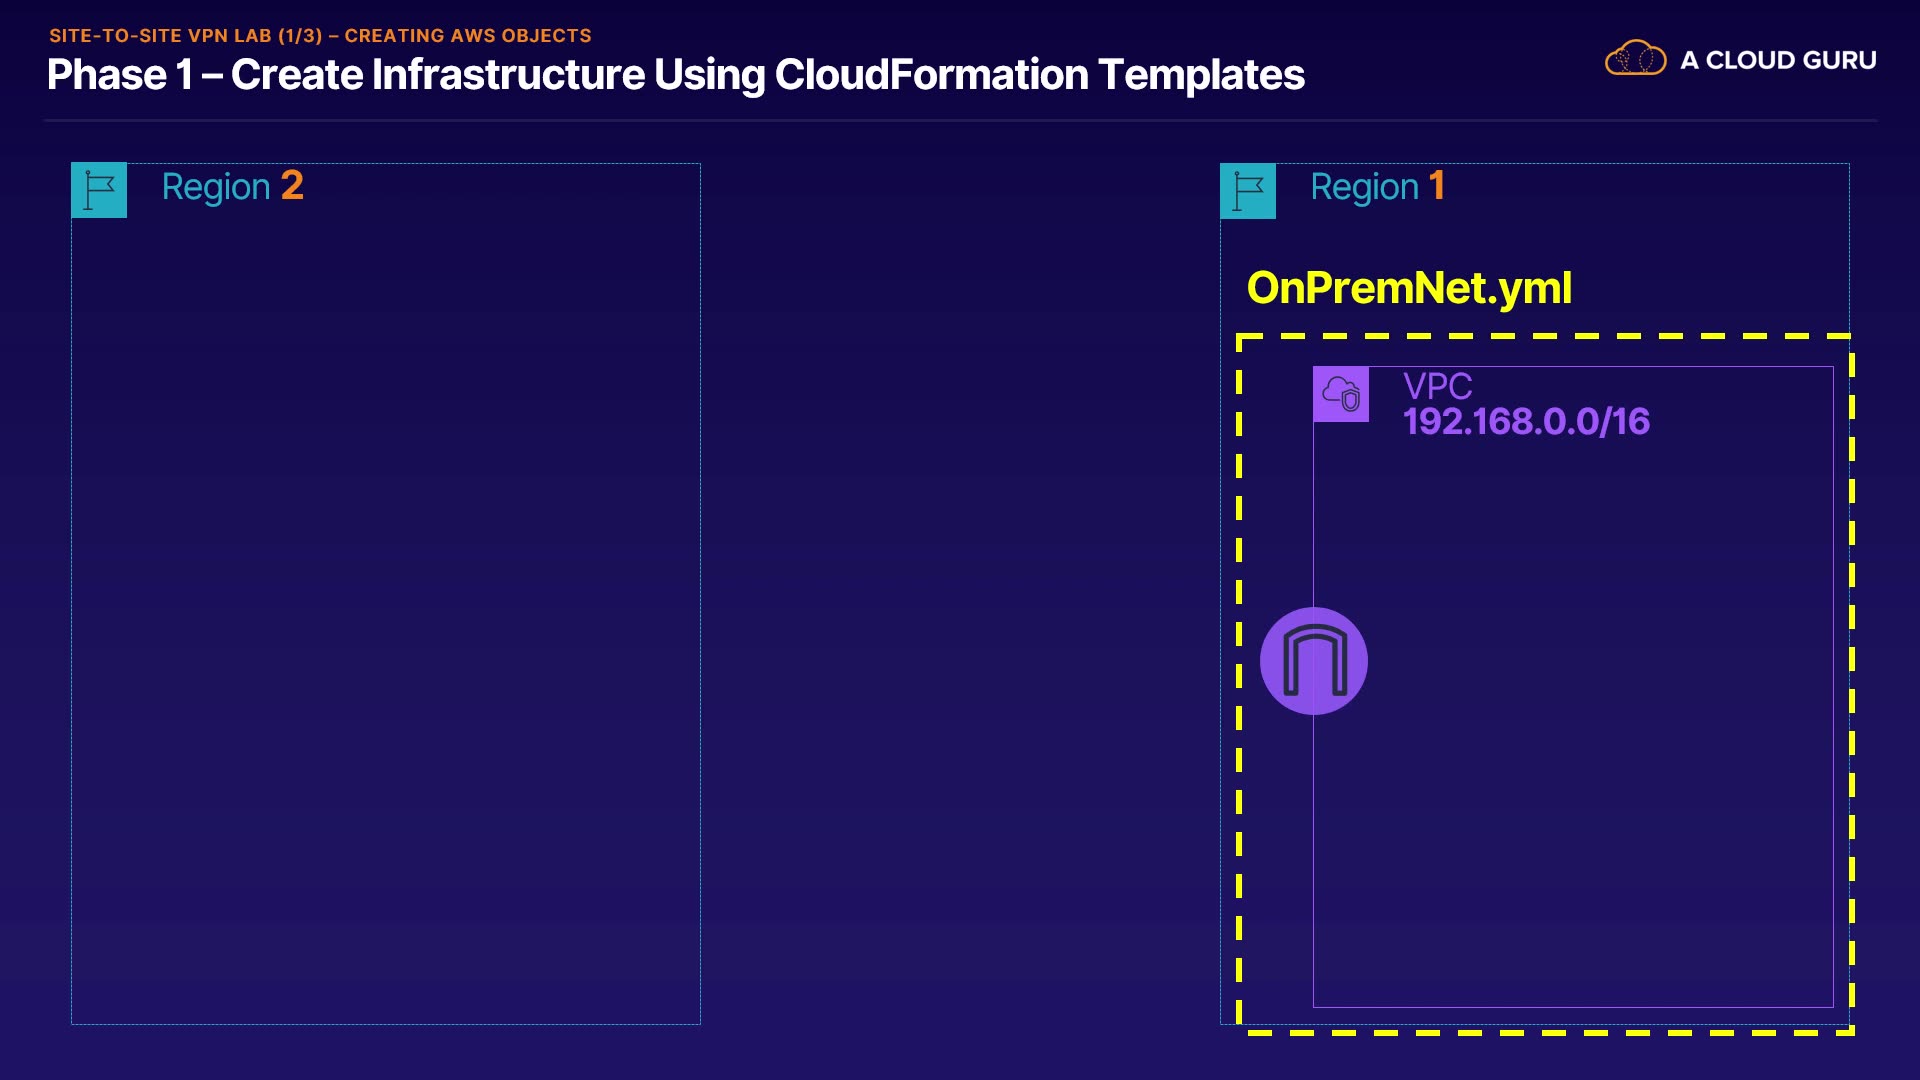 SITE-TO-SITE VPN LAB (1/3) – CREATING AWS OBJECTS
Phase 1 – Create Infrastructure Using CloudFormation Templates
A CLOUD GURU
Region 2
Region 1
OnPremNet.yml
VPC
192.168.0.0/16